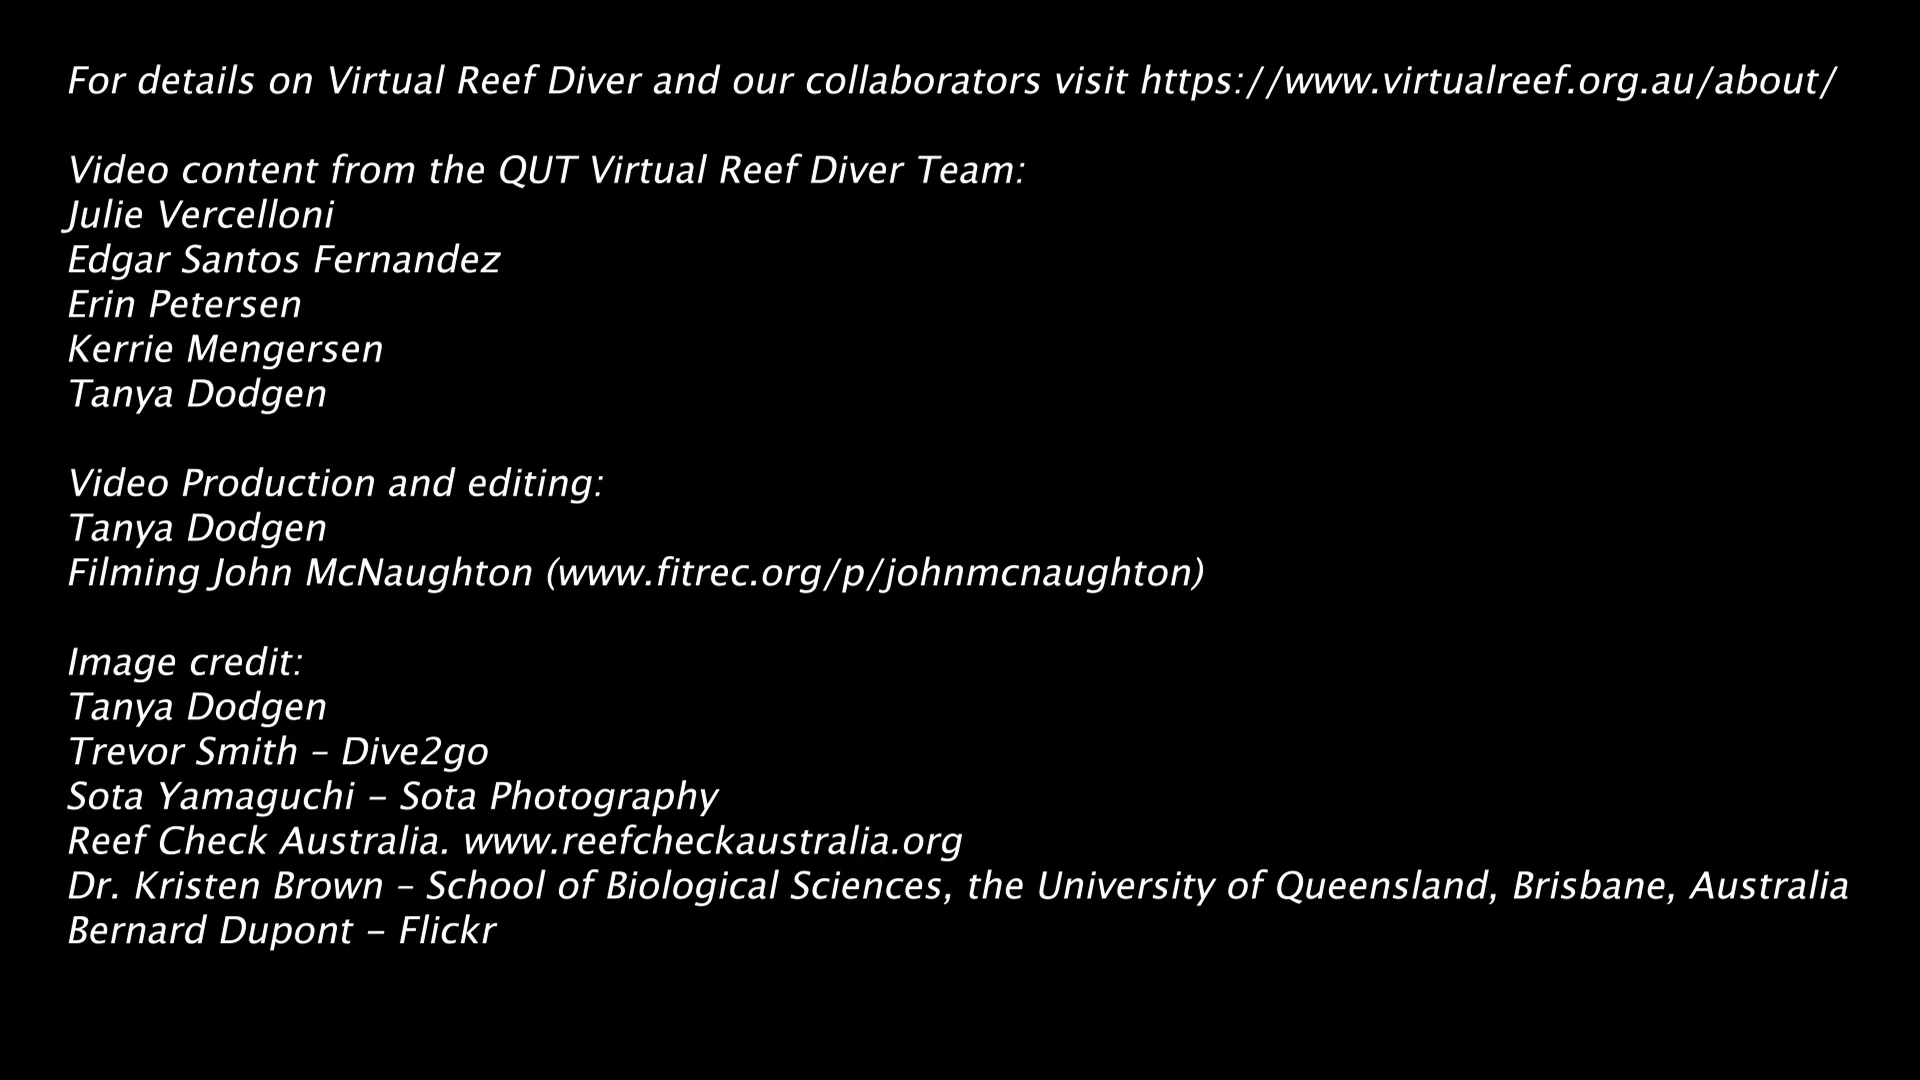 For details on Virtual Reef Diver and our collaborators visit https://www.virtualreef.org.au/about/
Video content from the QUT Virtual Reef Diver Team:
Julie Vercelloni
Edgar Santos Fernandez
Erin Petersen
Kerrie Mengersen
Tanya Dodgen
Video Production and editing:
Tanya Dodgen
Filming John McNaughton (www.fitrec.org/p/johnmcnaughton)
Image credit:
Tanya Dodgen
Trevor Smith – Dive2go
Sota Yamaguchi – Sota Photography
Reef Check Australia. www.reefcheckaustralia.org
Dr. Kristen Brown – School of Biological Sciences, the University of Queensland, Brisbane, Australia
Bernard Dupont – Flickr